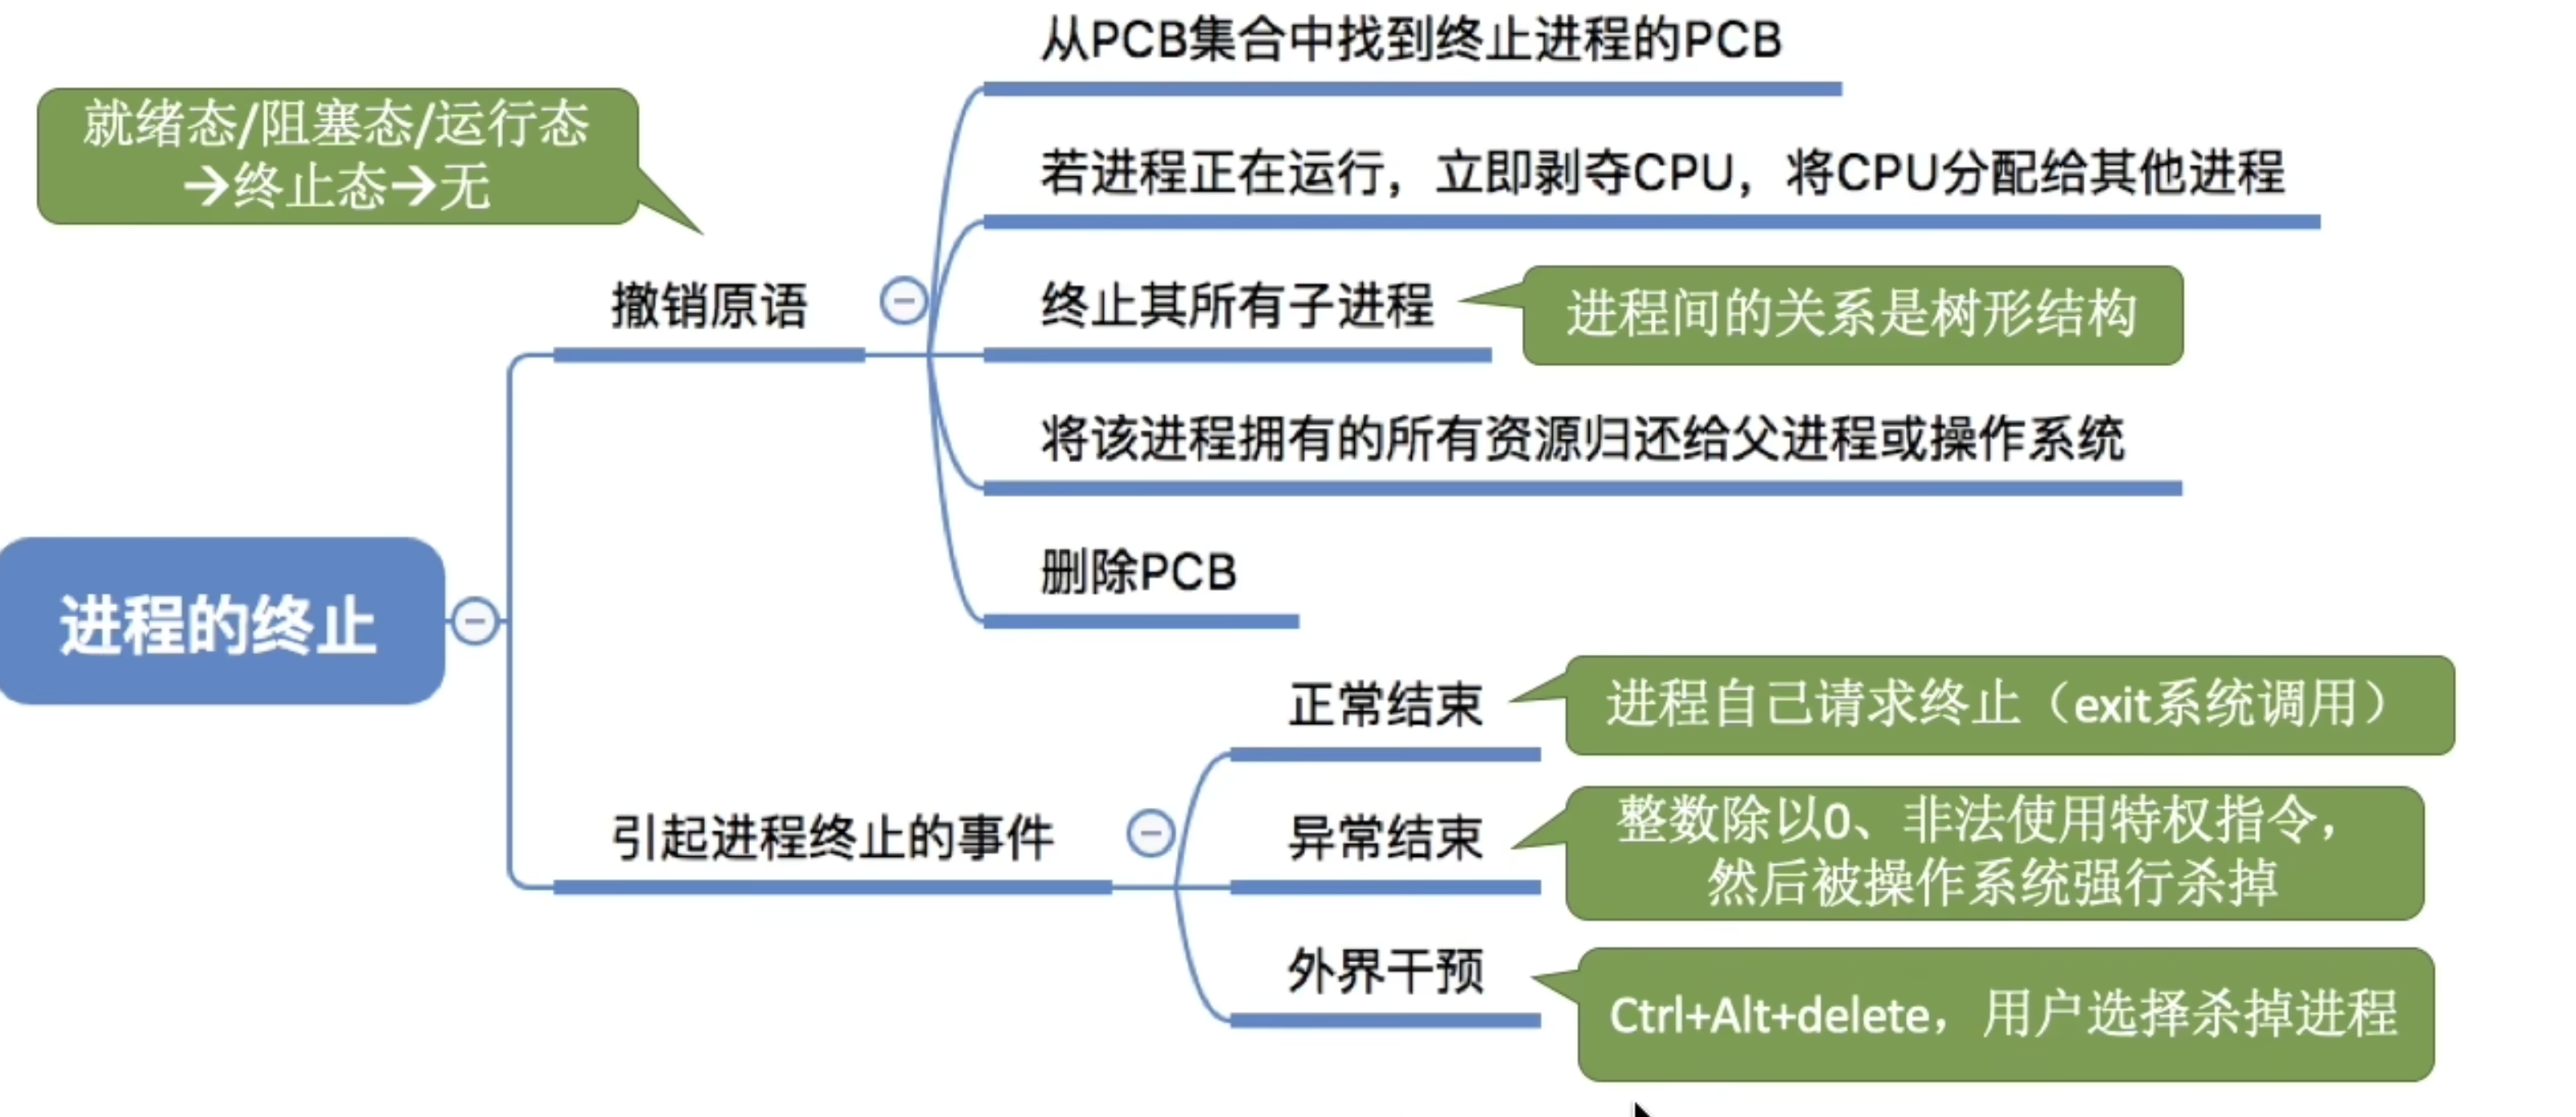 从PCB集合中找到终止进程的PCB
就绪态/阻塞态/运行态
→终止态→无
若进程正在运行，立即剥夺CPU，将CPU分配给其他进程
撤销原语
终止其所有子进程
进程间的关系是树形结构
将该进程拥有的所有资源归还给父进程或操作系统
删除PCB
进程的终止
正常结束
进程自己请求终止（exit系统调用）
引起进程终止的事件
异常结束
整数除以0、非法使用特权指令，
然后被操作系统强行杀掉
外界干预
Ctrl+Alt+delete，用户选择杀掉进程